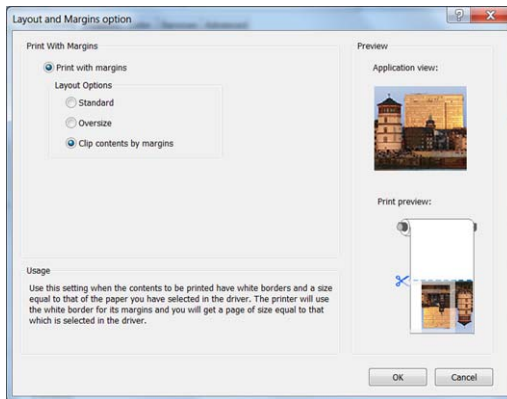 Layout and Margins option
Print With Margins
Print with margins
Layout Options
Standard
Oversize
Clip contents by margins
Usage
Use this setting when the contents to be printed have white borders and a size
equal to that of the paper you have selected in the driver. The printer will use
the white border for its margins and you will get a page of size equal to that
which is selected in the driver.
Preview
Application view:
Print preview:
OK
Cancel